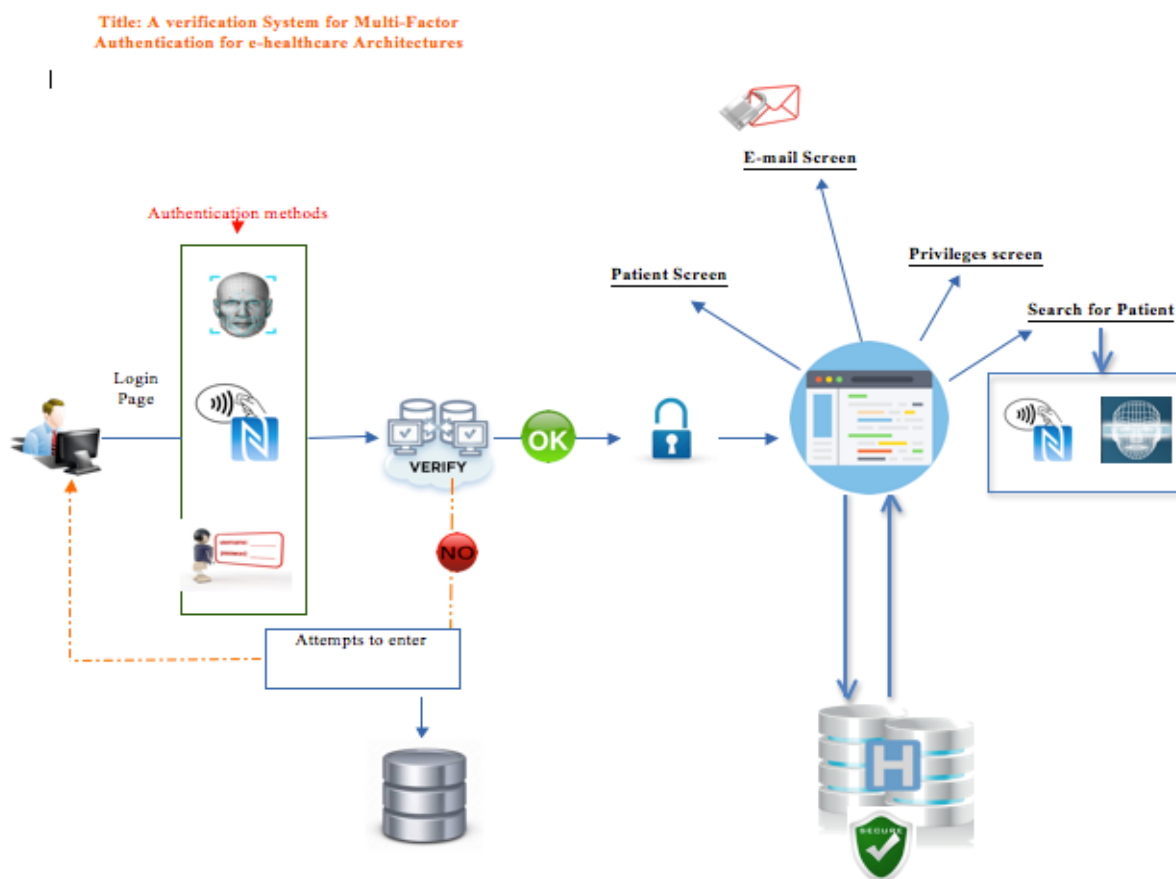 Title: A verification System for Multi-Factor
Authentication for e-healthcare Architectures
E-mail Screen
Authentication methods
Privileges screen
Patient Screen
Search for Patient
Login
Page
OK
VERIFY
NO
Attempts to enter
H
SECURE